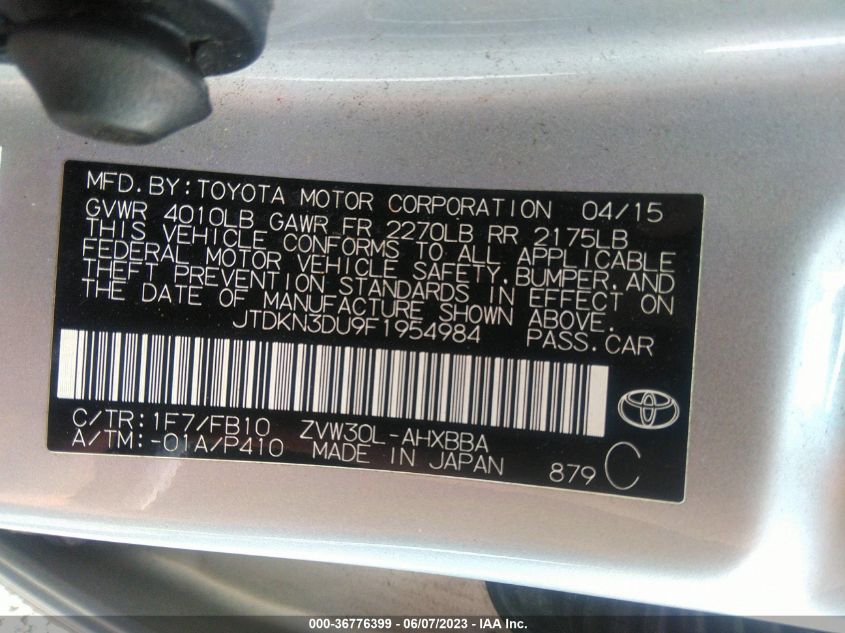 MFD. BY: TOYOTA MOTOR CORPORATION 04/15
GVWR 4010LB GAWR FR 2270LB RR 2175LB
THIS VEHICLE CONFORMS TO ALL APPLICABLE
FEDERAL MOTOR VEHICLE SAFETY, BUMPER, AND
THEFT PREVENTION STANDARDS IN EFFECT ON
THE DATE OF MANUFACTURE SHOWN ABOVE.
JTDKN3DU9F1954984 PASS. CAR
C/TR: 1F7/FB10 ZVW30L-AHXBBA
A/TM: -01A/P410 MADE IN JAPAN 879 C
000-36776399 - 06/07/2023 - IAA Inc.